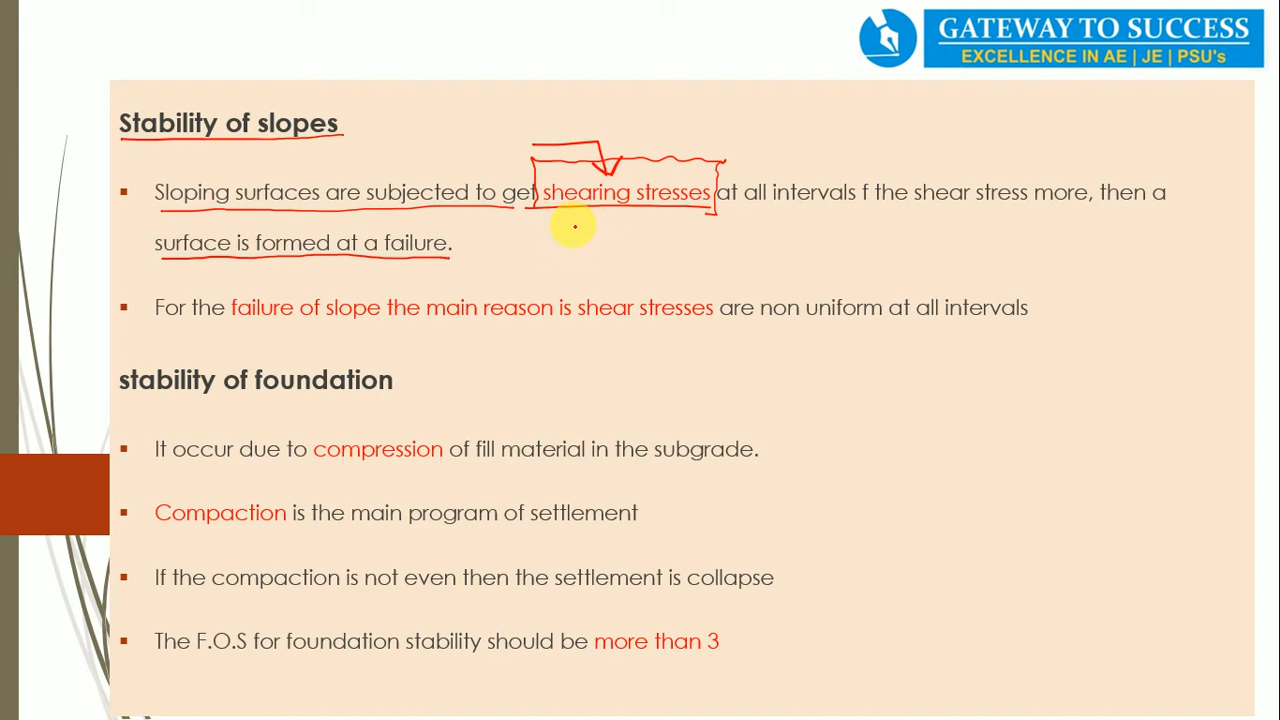 GATEWAY TO SUCCESS
EXCELLENCE IN AE | JE | PSU's
Stability of slopes
Sloping surfaces are subjected to get shearing stresses at all intervals f the shear stress more, then a
surface is formed at a failure.
For the failure of slope the main reason is shear stresses are non uniform at all intervals
stability of foundation
It occur due to compression of fill material in the subgrade.
Compaction is the main program of settlement
If the compaction is not even then the settlement is collapse
The F.O.S for foundation stability should be more than 3